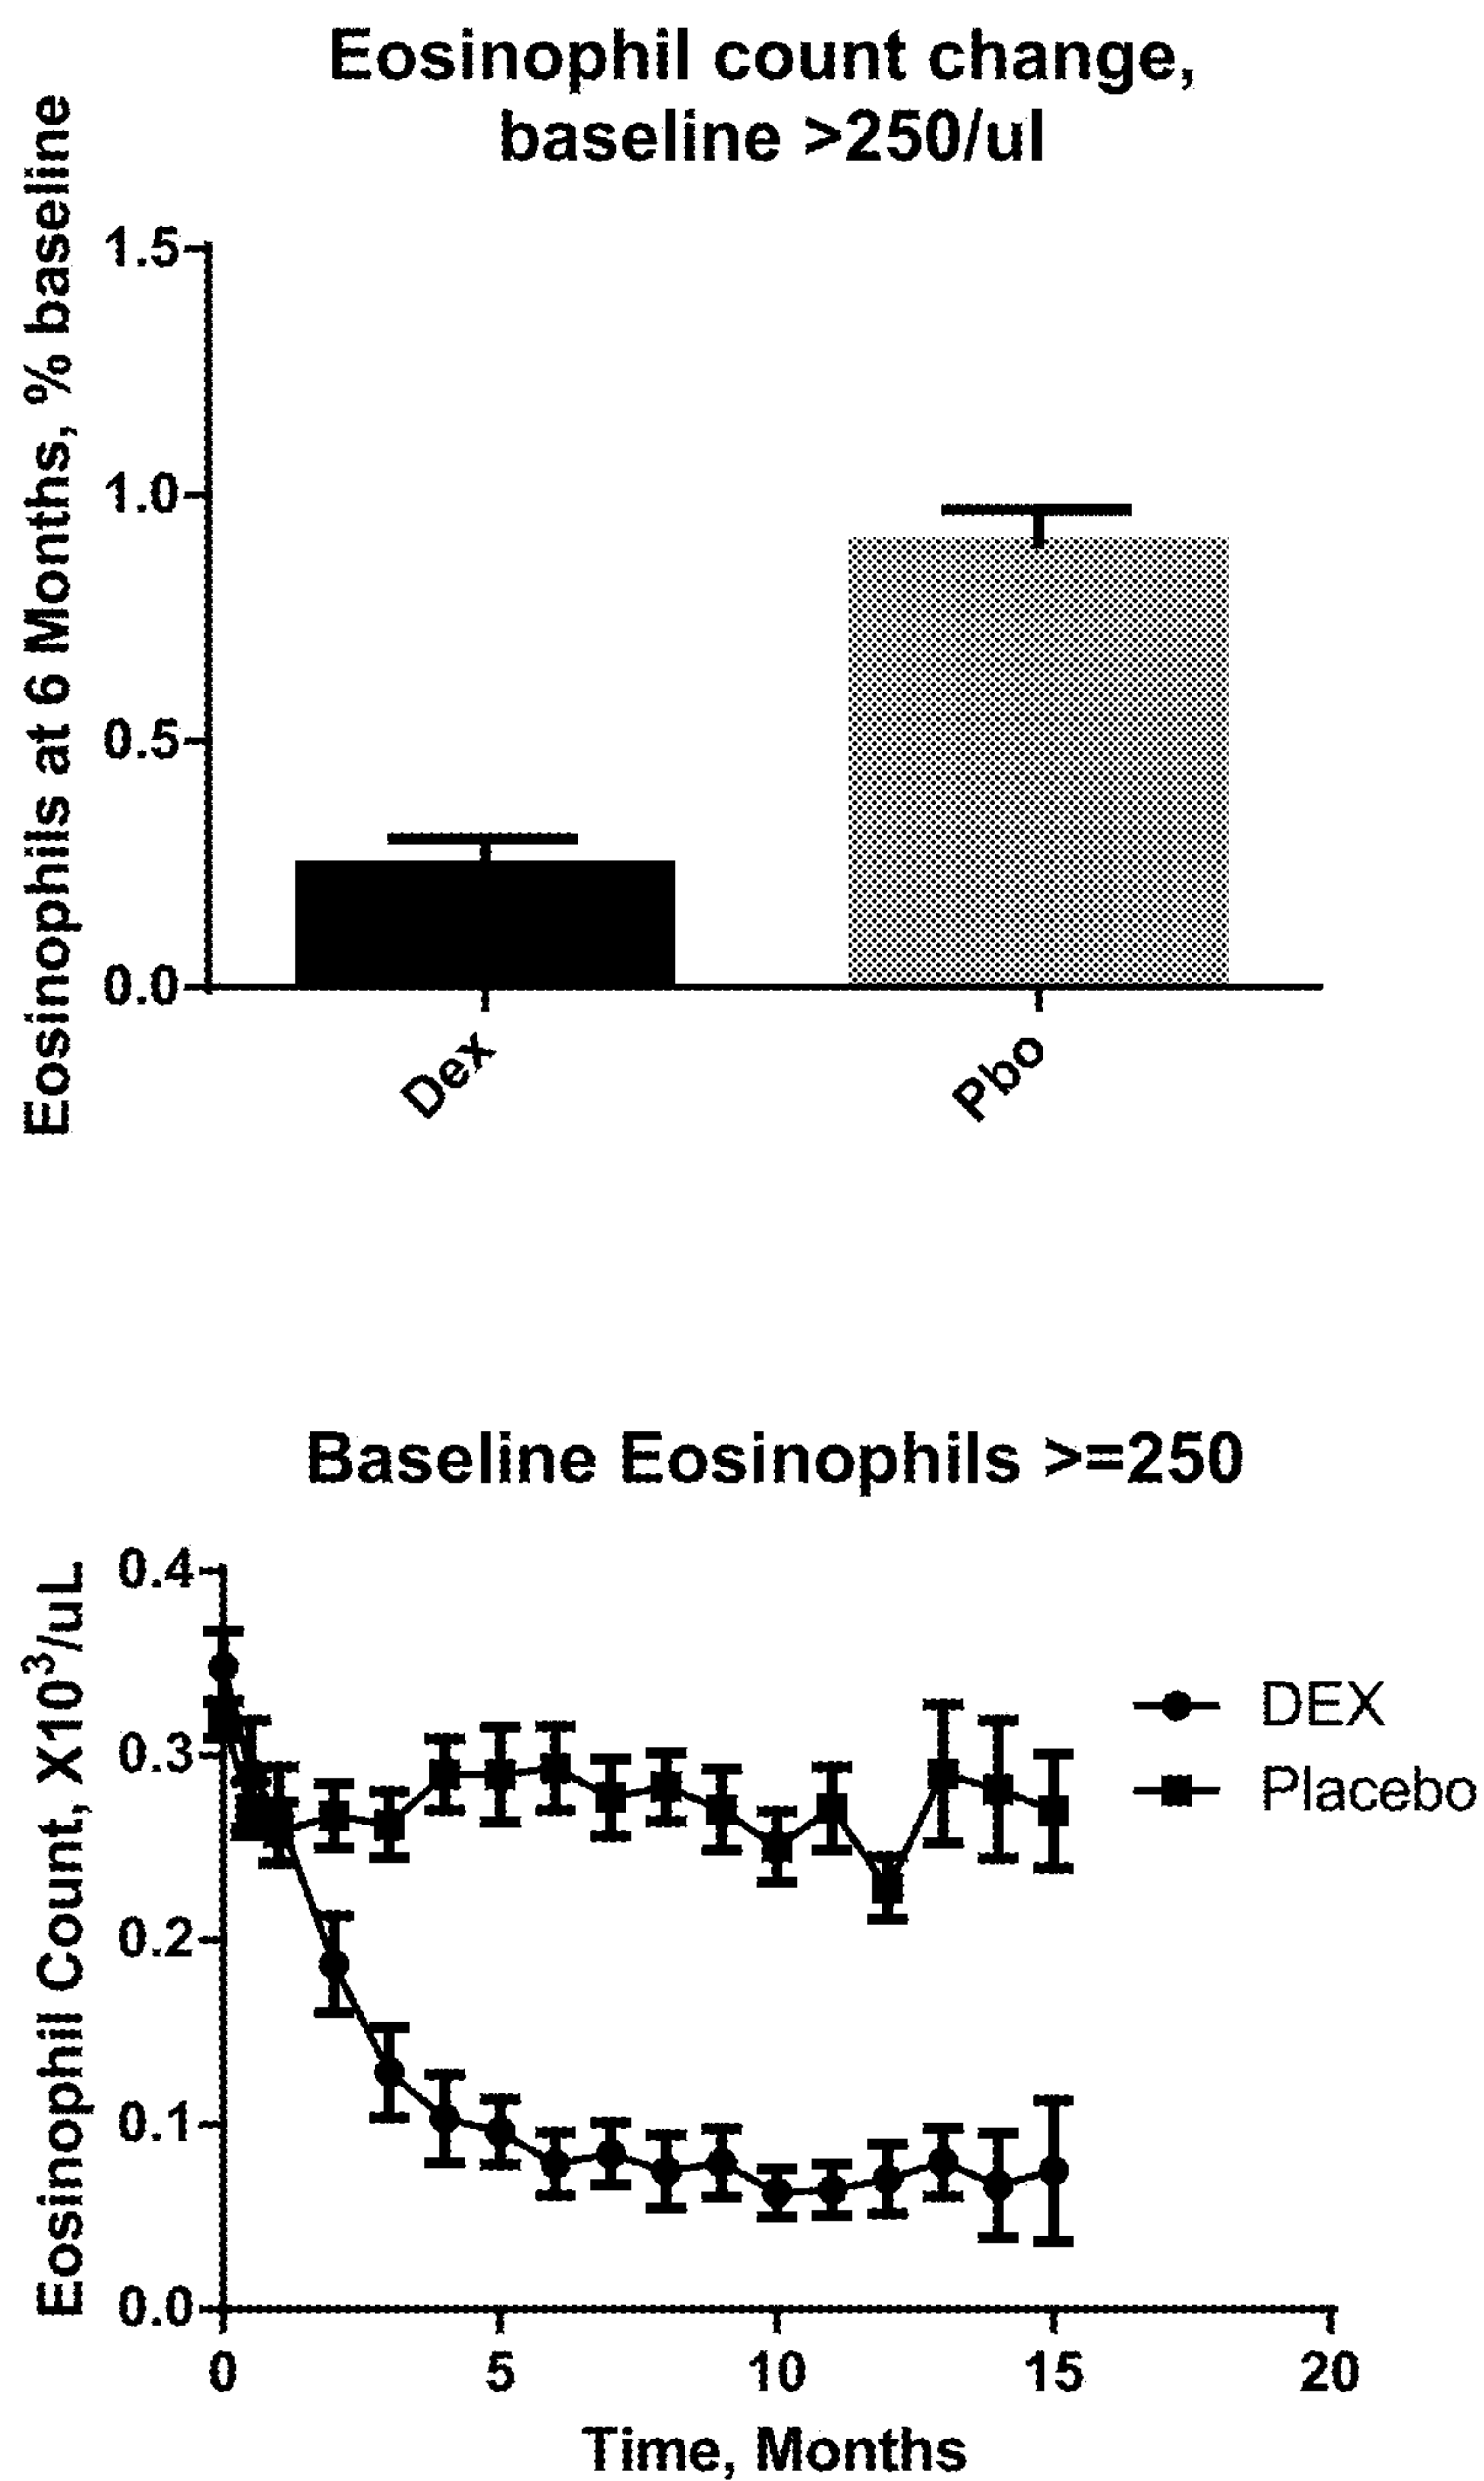 Eosinophil count change,
baseline >250/ul
Eosinophils at 6 Months, % baseline
1.5
1.0
0.5
0.0
Dex
Pbo
Baseline Eosinophils >=250
Eosinophil Count, X10³/uL
0.4
0.3
0.2
0.1
0.0
DEX
Placebo
0 5 10 15 20
Time, Months